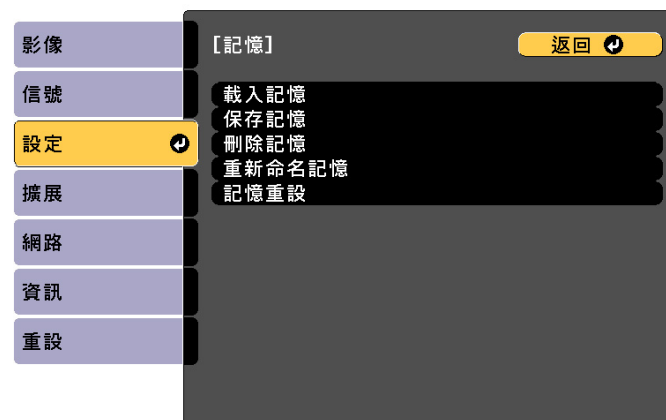 影像
信號
設定
擴展
網路
資訊
重設
[記憶]
返回
載入記憶
保存記憶
刪除記憶
重新命名記憶
記憶重設